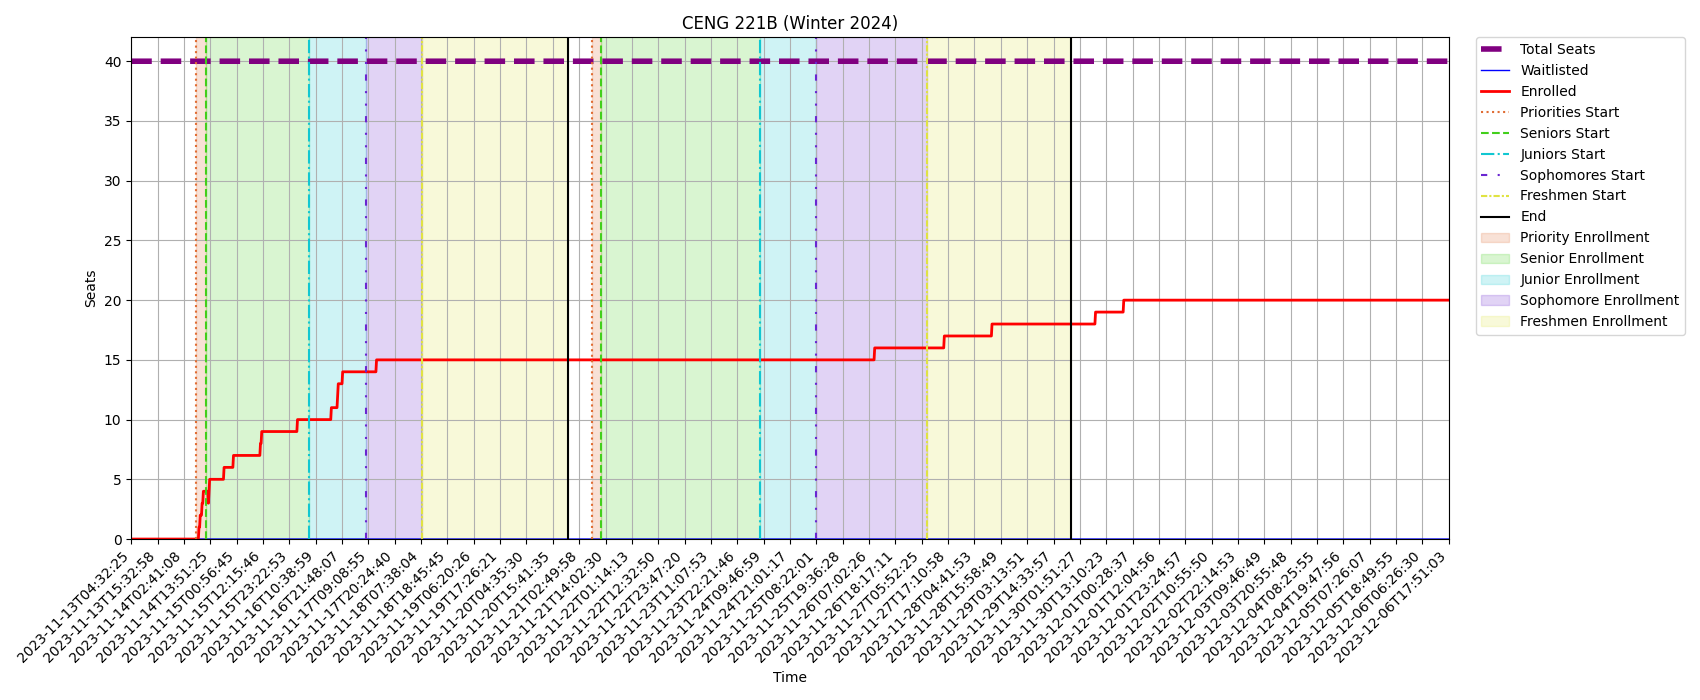 CENG 221B (Winter 2024)
Seats
40
35
30
25
20
15
10
5
0
2023-11-13T04:32:25
2023-11-13T15:32:58
2023-11-14T02:41:08
2023-11-14T13:51:25
2023-11-15T00:56:45
2023-11-15T12:15:46
2023-11-15T23:22:53
2023-11-16T10:38:59
2023-11-16T21:48:07
2023-11-17T09:08:55
2023-11-17T20:24:40
2023-11-18T07:38:04
2023-11-18T18:45:45
2023-11-19T06:20:26
2023-11-19T17:26:21
2023-11-20T04:35:30
2023-11-20T15:41:35
2023-11-21T02:49:58
2023-11-21T14:02:30
2023-11-22T01:14:13
2023-11-22T12:32:50
2023-11-22T23:47:20
2023-11-23T11:07:53
2023-11-23T22:21:46
2023-11-24T09:46:59
2023-11-24T21:01:17
2023-11-25T08:22:01
2023-11-25T19:36:28
2023-11-26T07:02:26
2023-11-26T18:17:11
2023-11-27T05:52:25
2023-11-27T17:10:58
2023-11-28T04:41:53
2023-11-28T15:58:49
2023-11-29T03:13:51
2023-11-29T14:33:57
2023-11-30T01:51:27
2023-11-30T13:10:23
2023-12-01T00:28:37
2023-12-01T12:04:56
2023-12-01T23:24:57
2023-12-02T10:55:50
2023-12-02T22:14:53
2023-12-03T09:46:49
2023-12-03T20:55:48
2023-12-04T08:25:55
2023-12-04T19:47:56
2023-12-05T07:26:07
2023-12-05T18:49:55
2023-12-06T06:26:30
2023-12-06T17:51:03
Time
Total Seats
Waitlisted
Enrolled
Priorities Start
Seniors Start
Juniors Start
Sophomores Start
Freshmen Start
End
Priority Enrollment
Senior Enrollment
Junior Enrollment
Sophomore Enrollment
Freshmen Enrollment